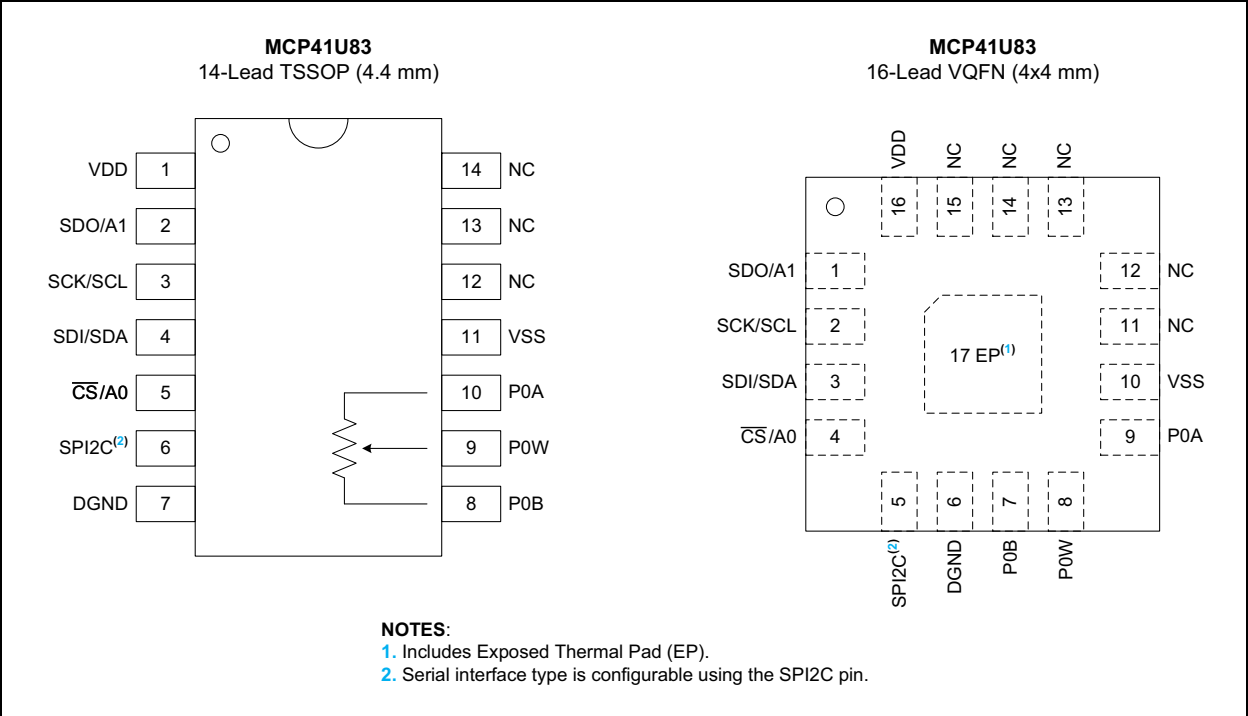 MCP41U83
14-Lead TSSOP (4.4 mm)
VDD 1
SDO/A1 2
SCK/SCL 3
SDI/SDA 4
CS/A0 5
SPI2C(2) 6
DGND 7
14 NC
13 NC
12 NC
11 VSS
10 P0A
9 P0W
8 P0B
MCP41U83
16-Lead VQFN (4x4 mm)
VDD NC NC NC
16 15 14 13
SDO/A1 1
SCK/SCL 2
SDI/SDA 3
CS/A0 4
17 EP(1)
12 NC
11 NC
10 VSS
9 P0A
5 6 7 8
SPI2C(2) DGND P0B P0W
NOTES:
1. Includes Exposed Thermal Pad (EP).
2. Serial interface type is configurable using the SPI2C pin.